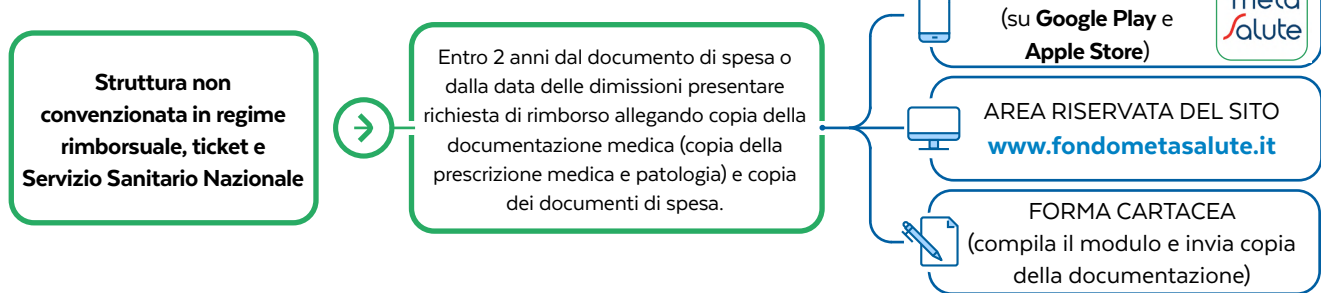 Struttura non
convenzionata in regime
rimborsuale, ticket e
Servizio Sanitario Nazionale
Entro 2 anni dal documento di spesa o
dalla data delle dimissioni presentare
richiesta di rimborso allegando copia della
documentazione medica (copia della
prescrizione medica e patologia) e copia
dei documenti di spesa.
(su Google Play e
Apple Store)
meta
Salute
AREA RISERVATA DEL SITO
www.fondometasalute.it
FORMA CARTACEA
(compila il modulo e invia copia
della documentazione)